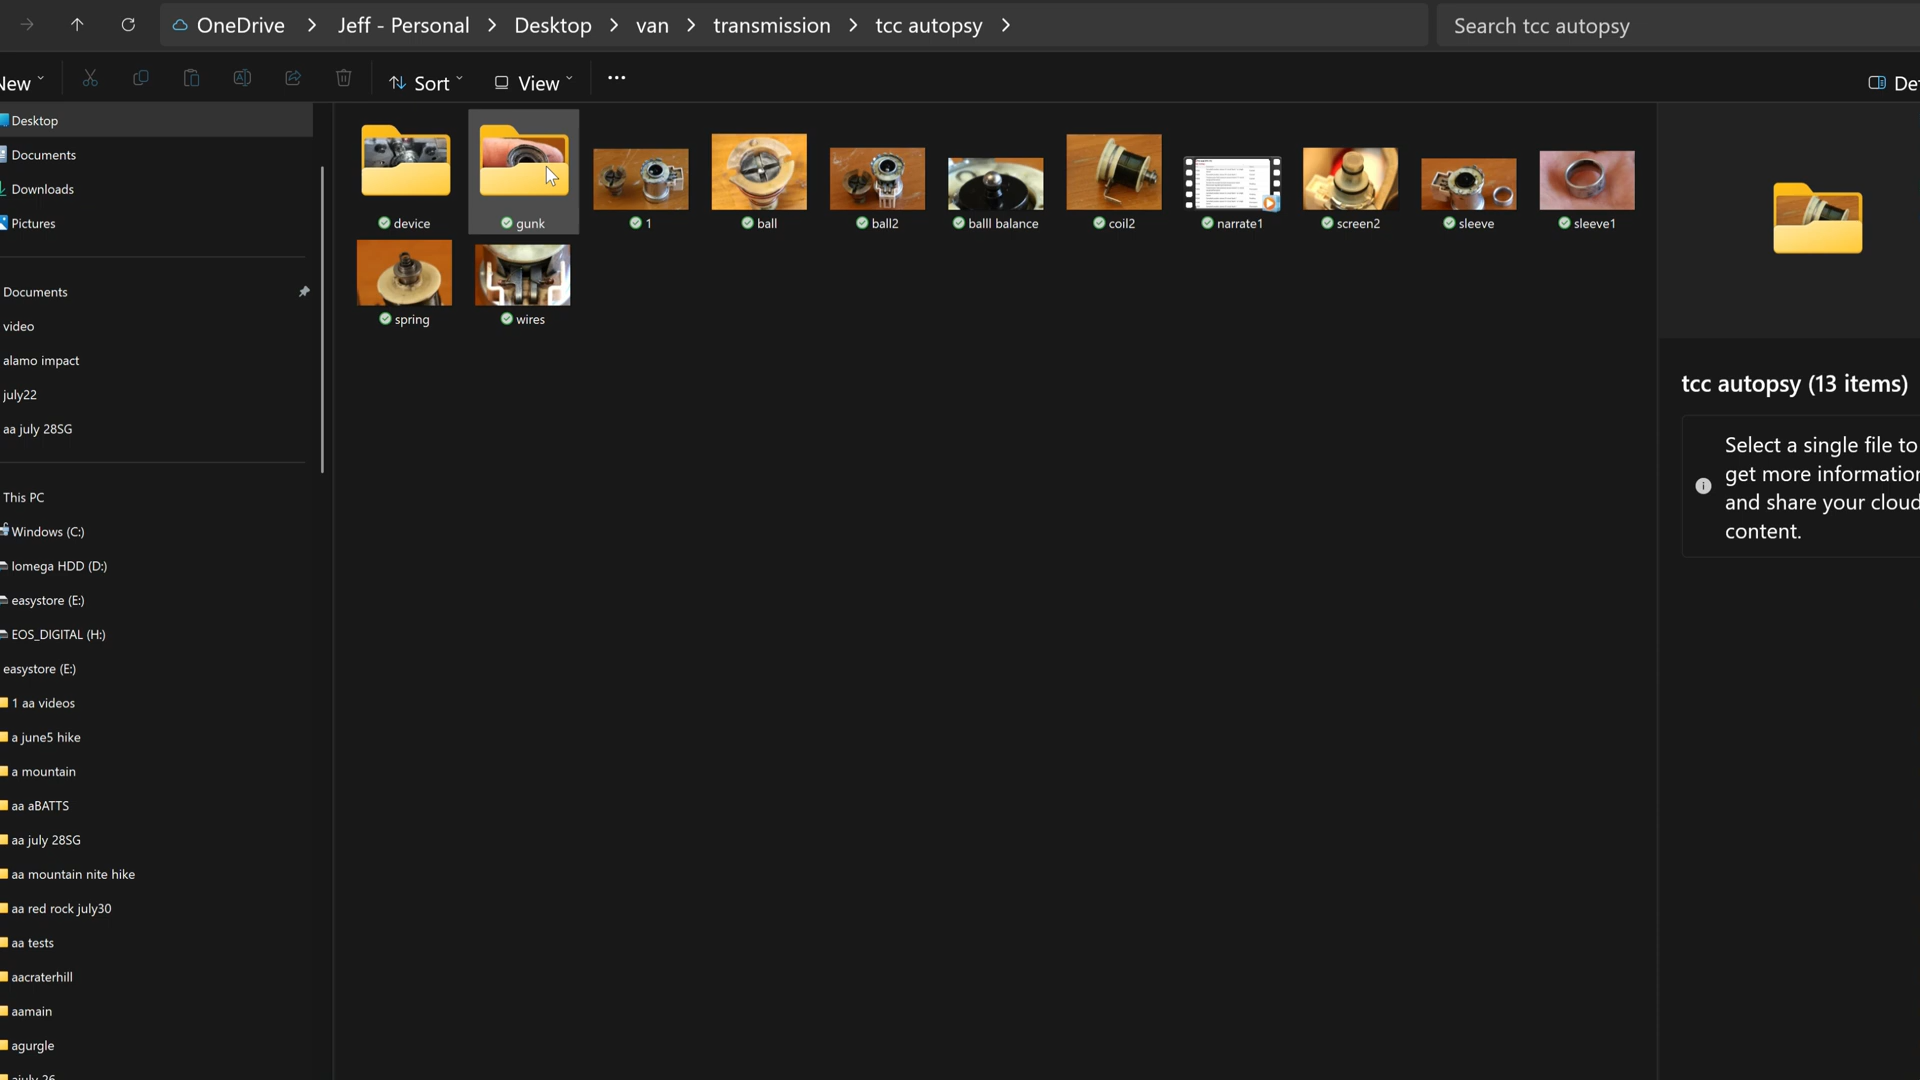 OneDrive > Jeff - Personal > Desktop > van > transmission > tcc autopsy >
Search tcc autopsy
Sort
View
Desktop
Documents
Downloads
Pictures
Documents
video
alamo impact
july22
aa july 28SG
This PC
Windows (C:)
Iomega HDD (D:)
easystore (E:)
EOS_DIGITAL (H:)
easystore (E:)
1 aa videos
a june5 hike
a mountain
aa aBATTS
aa july 28SG
aa mountain nite hike
aa red rock july30
aa tests
aacraterhill
aamain
agurgle
device
gunk
1
ball
ball2
balll balance
coil2
narrate1
screen2
sleeve
sleeve1
spring
wires
tcc autopsy (13 items)
Select a single file to
get more information
and share your cloud
content.